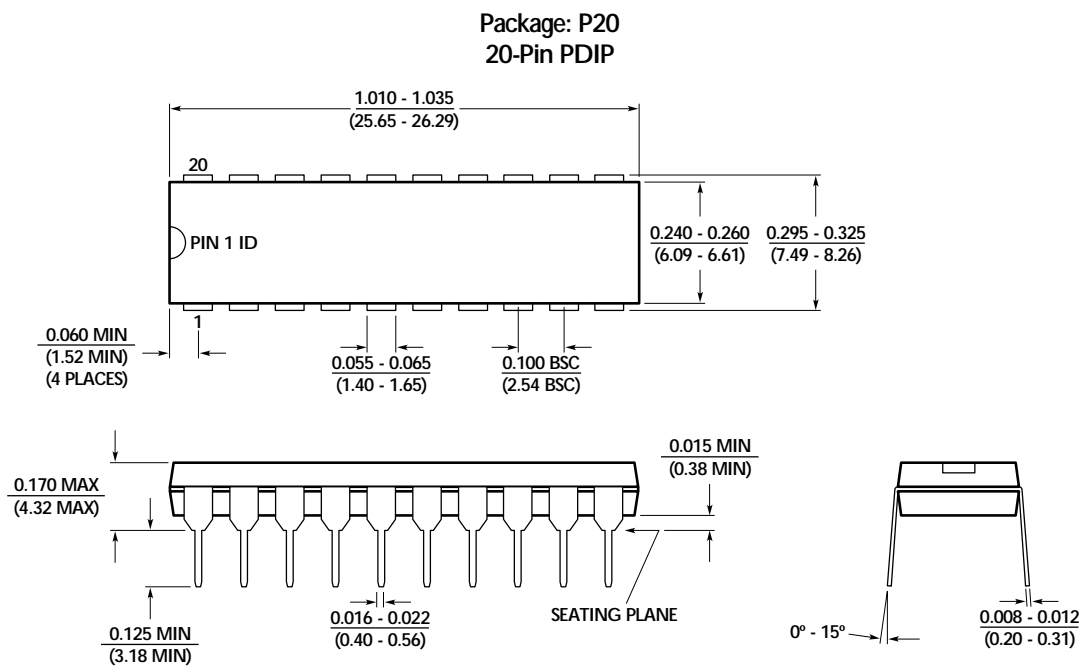 Package: P20
20-Pin PDIP
1.010 - 1.035
(25.65 - 26.29)
20
PIN 1 ID
0.240 - 0.260
(6.09 - 6.61)
0.295 - 0.325
(7.49 - 8.26)
1
0.060 MIN
(1.52 MIN)
(4 PLACES)
0.055 - 0.065
(1.40 - 1.65)
0.100 BSC
(2.54 BSC)
0.015 MIN
(0.38 MIN)
0.170 MAX
(4.32 MAX)
0.125 MIN
(3.18 MIN)
0.016 - 0.022
(0.40 - 0.56)
SEATING PLANE
0º - 15º
0.008 - 0.012
(0.20 - 0.31)